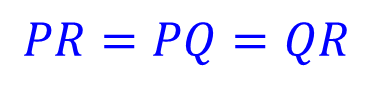 PR = PQ = QR